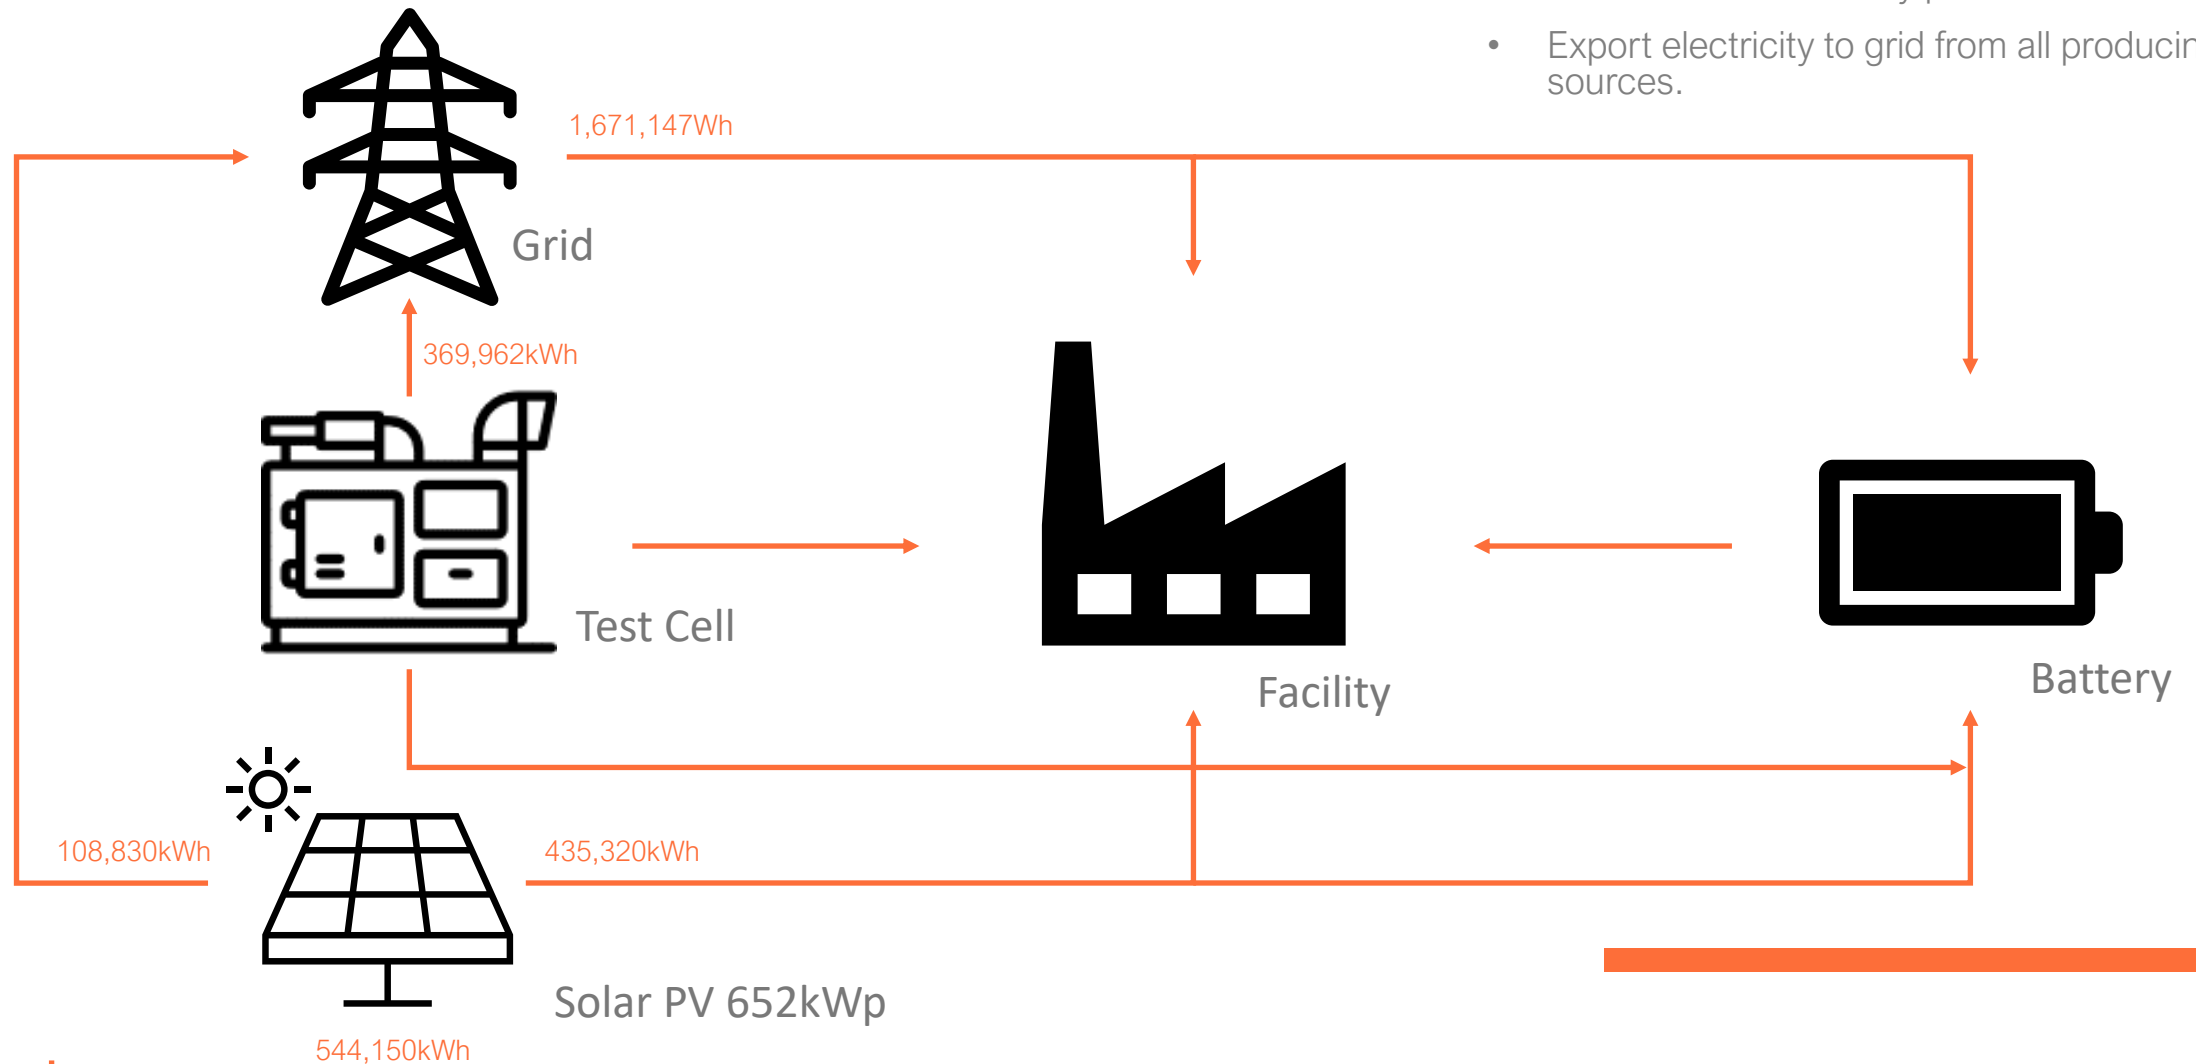 • Export electricity to grid from all producin
sources.
1,671,147Wh
Grid
369,962kWh
Test Cell
Facility
Battery
108,830kWh
435,320kWh
Solar PV 652kWp
544,150kWh